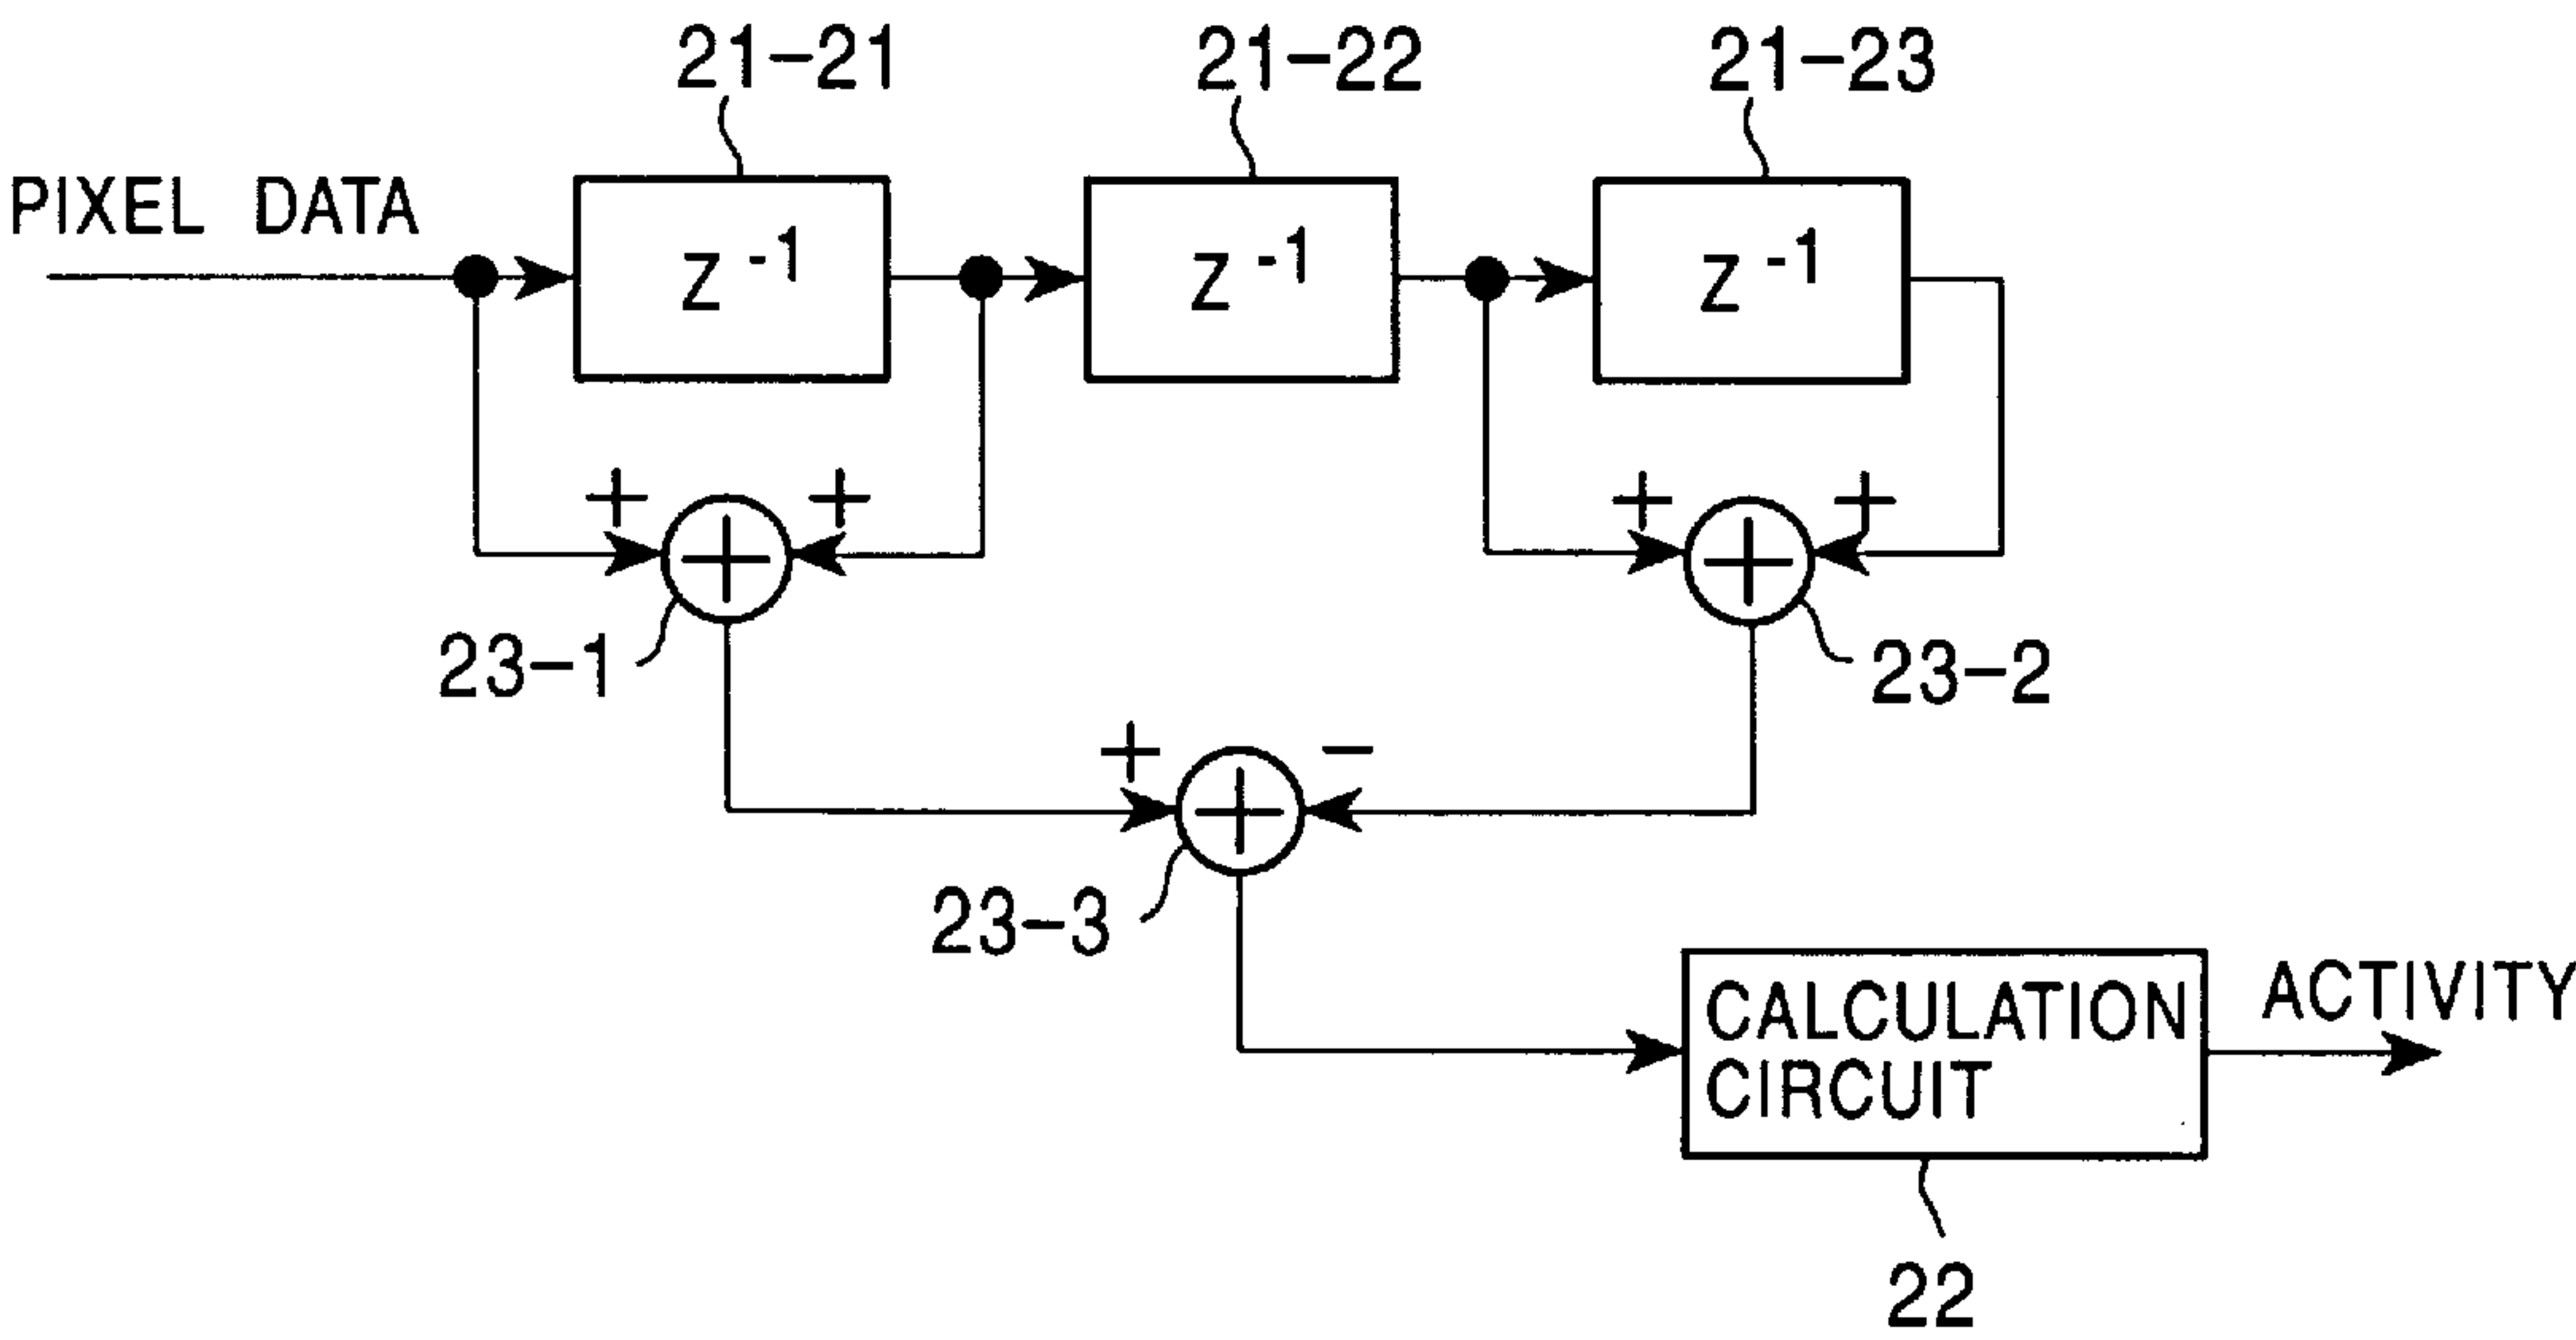 21-21
21-22
21-23
PIXEL DATA
Z -1
Z -1
Z -1
+ +
+ +
+
+
23-1
23-2
+ -
+
23-3
CALCULATION
CIRCUIT
ACTIVITY
22